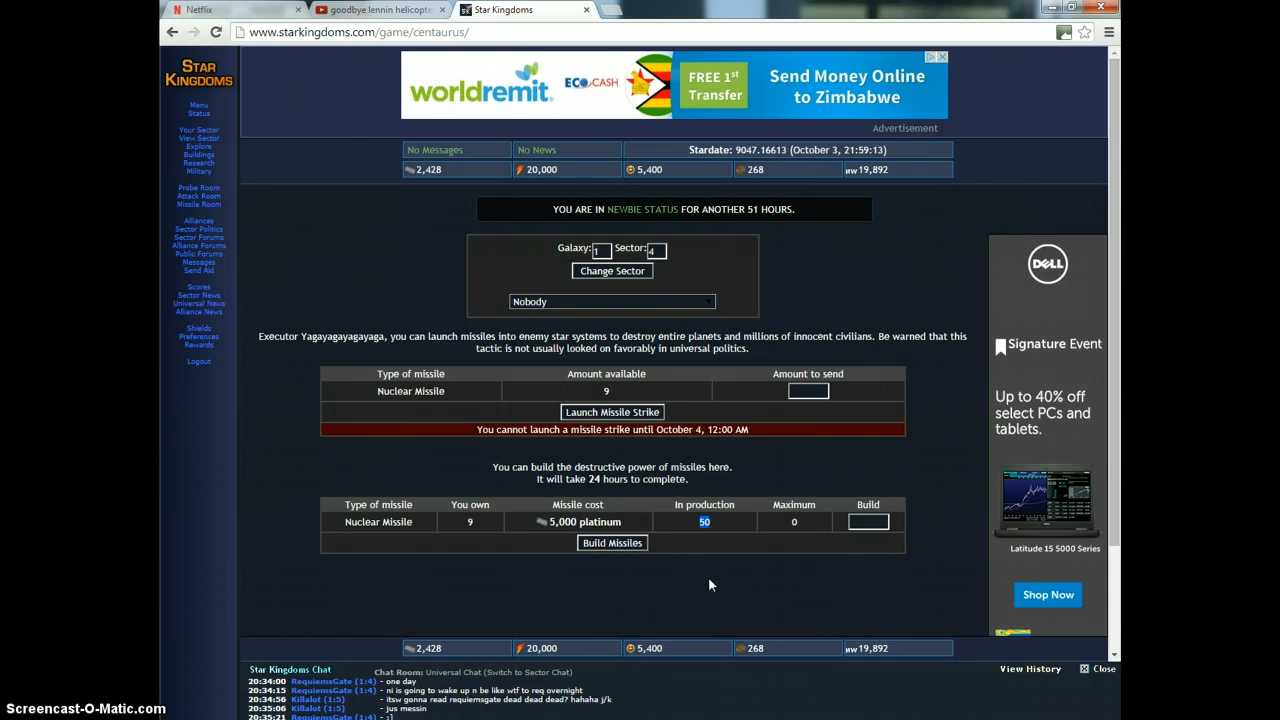 Netflix
goodbye lennin helicopte
Star Kingdoms
www.starkingdoms.com/game/centaurus/
STAR
KINGDOMS
Menu
Status
Your Sector
View Sector
Explore
Buildings
Research
Military
Probe Room
Attack Room
Missile Room
Alliances
Sector Politics
Sector Forums
Alliance Forums
Public Forums
Messages
Send Aid
Scores
Sector News
Universal News
Alliance News
Shields
Preferences
Rewards
Logout
worldremit
ECOCASH
FREE 1st
Transfer
Send Money Online
to Zimbabwe
Advertisement
No Messages
No News
Stardate: 9047.16613 (October 3, 21:59:13)
2,428
20,000
5,400
268
NW 19,892
YOU ARE IN NEWBIE STATUS FOR ANOTHER 51 HOURS.
Galaxy: 1 Sector: 4
Change Sector
Nobody
Executor Yagayagayagayaga, you can launch missiles into enemy star systems to destroy entire planets and millions of innocent civilians. Be warned that this
tactic is not usually looked on favorably in universal politics.
Type of missile Amount available Amount to send
Nuclear Missile 9
Launch Missile Strike
You cannot launch a missile strike until October 4, 12:00 AM
You can build the destructive power of missiles here.
It will take 24 hours to complete.
Type of missile You own Missile cost In production Maximum Build
Nuclear Missile 9 5,000 platinum 50 0
Build Missiles
DELL
Signature Event
Up to 40% off
select PCs and
tablets.
Latitude 15 5000 Series
Shop Now
2,428
20,000
5,400
268
NW 19,892
Star Kingdoms Chat
Chat Room: Universal Chat (Switch to Sector Chat)
View History
Close
20:34:00 RequiemsGate (1:4) - one day
20:34:15 RequiemsGate (1:4) - ni is going to wake up n be like wtf to req overnight
20:34:56 Killalot (1:5) - itsw gonna read requiemsgate dead dead dead? hahaha j/k
20:35:06 Killalot (1:5) - jus messin
20:35:21 RequiemsGate (1:4) - :]
Screencast-O-Matic.com